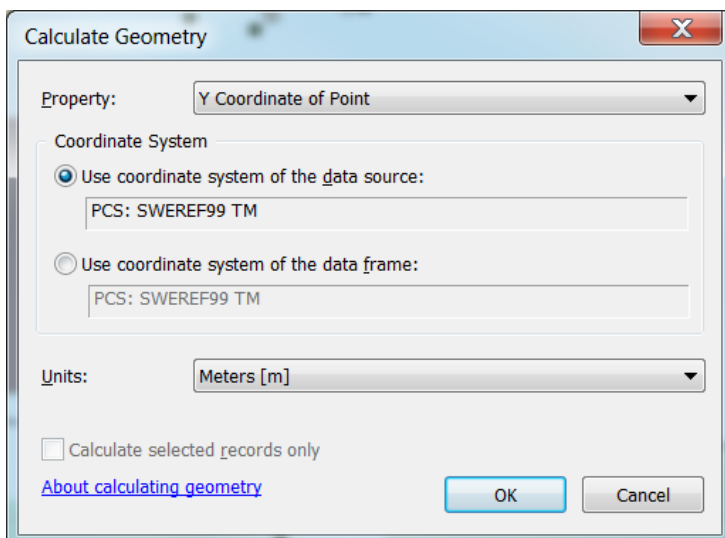 Calculate Geometry
Property: Y Coordinate of Point
Coordinate System
Use coordinate system of the data source:
PCS: SWEREF99 TM
Use coordinate system of the data frame:
PCS: SWEREF99 TM
Units: Meters [m]
Calculate selected records only
About calculating geometry OK Cancel